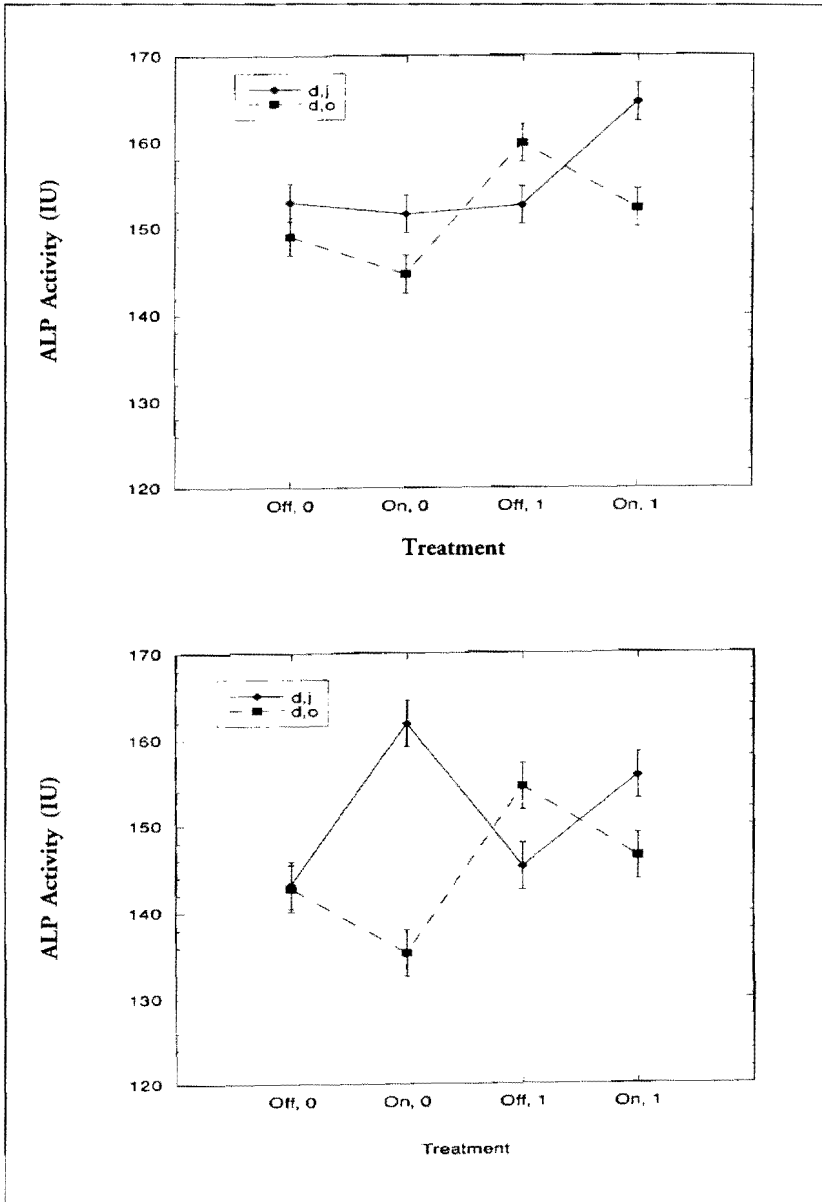 170
d,j
d,o
160
150
140
130
120
ALP Activity (IU)
Off, 0 On, 0 Off, 1 On, 1
Treatment
170
d,j
d,o
160
150
140
130
120
ALP Activity (IU)
Off, 0 On, 0 Off, 1 On, 1
Treatment